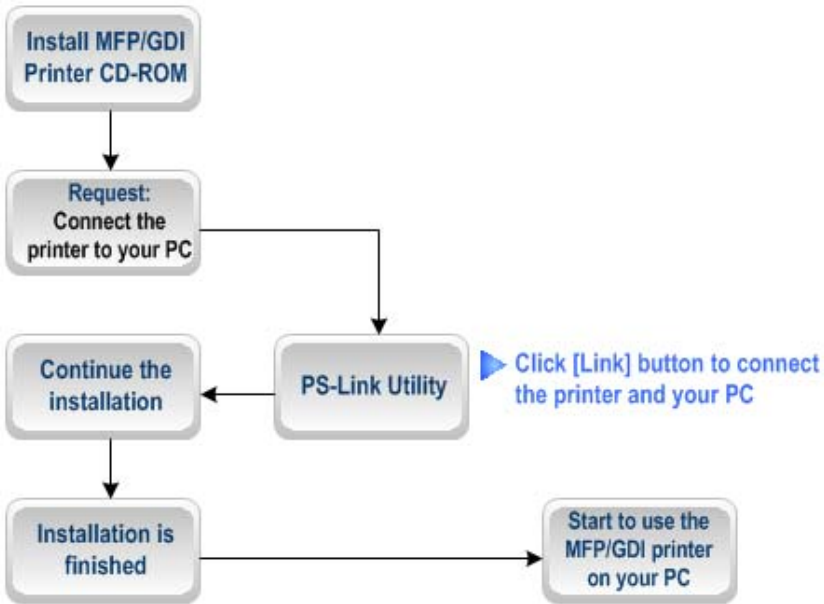 Install MFP/GDI
Printer CD-ROM
Request:
Connect the
printer to your PC
PS-Link Utility
Click [Link] button to connect
the printer and your PC
Continue the
installation
Installation is
finished
Start to use the
MFP/GDI printer
on your PC